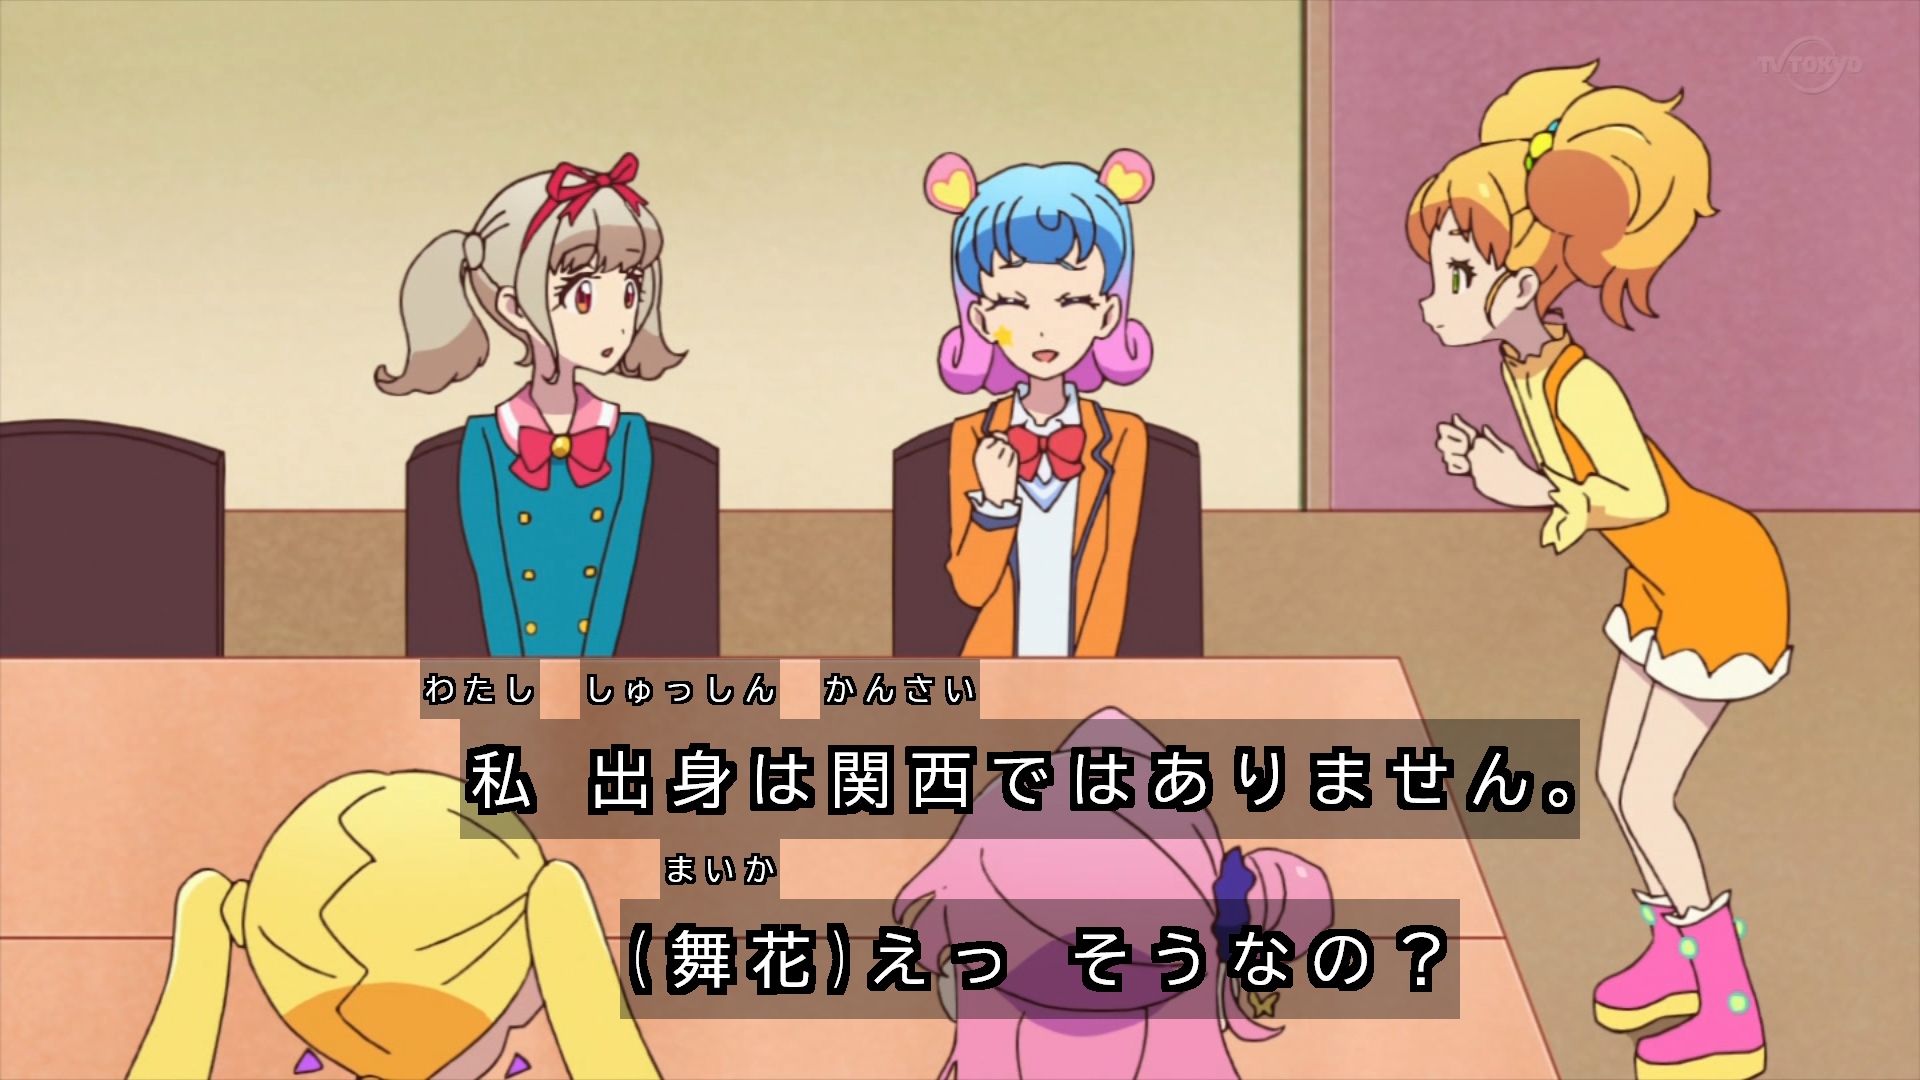 TV TOKYO
わたし しゅっしん かんさい
私 出身は関西ではありません。
まいか
(舞花)えっ そうなの?